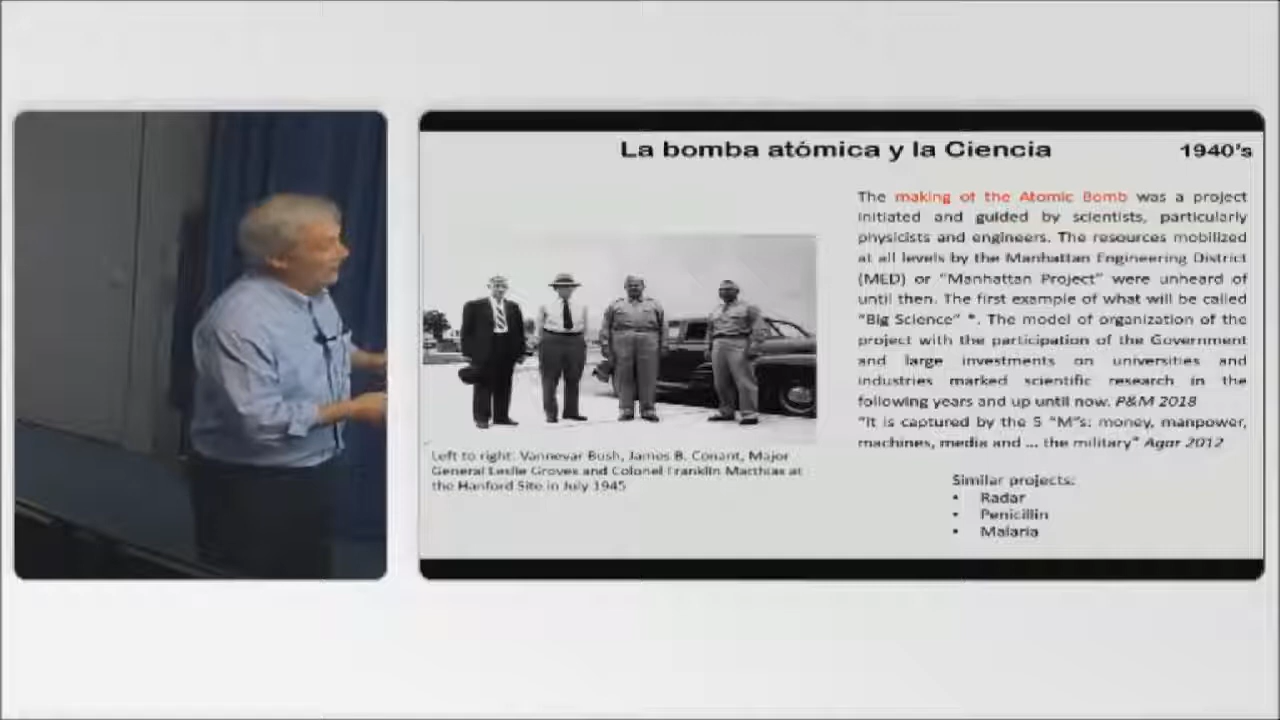 La bomba atómica y la Ciencia
1940's
The making of the Atomic Bomb was a project
initiated and guided by scientists, particularly
physicists and engineers. The resources mobilized
at all levels by the Manhattan Engineering District
(MED) or "Manhattan Project" were unheard of
until then. The first example of what will be called
"Big Science" *. The model of organization of the
project with the participation of the Government
and large investments on universities and
industries marked scientific research in the
following years and up until now. P&M 2018
"It is captured by the 5 "M"s: money, manpower,
machines, media and ... the military" Agar 2012
Left to right: Vannevar Bush, James B. Conant, Major
General Leslie Groves and Colonel Franklin Matthias at
the Hanford Site in July 1945
Similar projects:
• Radar
• Penicillin
• Malaria